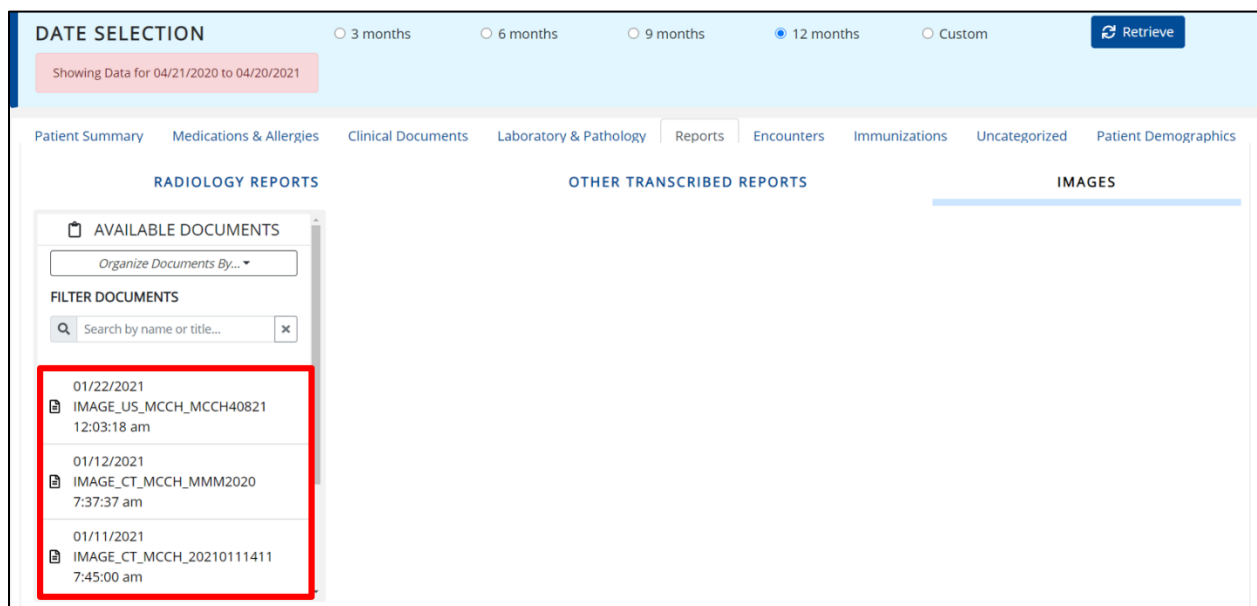 DATE SELECTION
3 months
6 months
9 months
12 months
Custom
Retrieve
Showing Data for 04/21/2020 to 04/20/2021
Patient Summary
Medications & Allergies
Clinical Documents
Laboratory & Pathology
Reports
Encounters
Immunizations
Uncategorized
Patient Demographics
RADIOLOGY REPORTS
OTHER TRANSCRIBED REPORTS
IMAGES
AVAILABLE DOCUMENTS
Organize Documents By...
FILTER DOCUMENTS
Search by name or title...
01/22/2021
IMAGE_US_MCCH_MCCH40821
12:03:18 am
01/12/2021
IMAGE_CT_MCCH_MMM2020
7:37:37 am
01/11/2021
IMAGE_CT_MCCH_20210111411
7:45:00 am